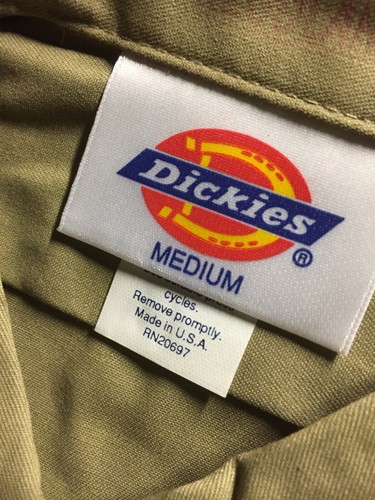 Dickies
®
MEDIUM
cycles.
Remove promptly.
Made in U.S.A.
RN20697